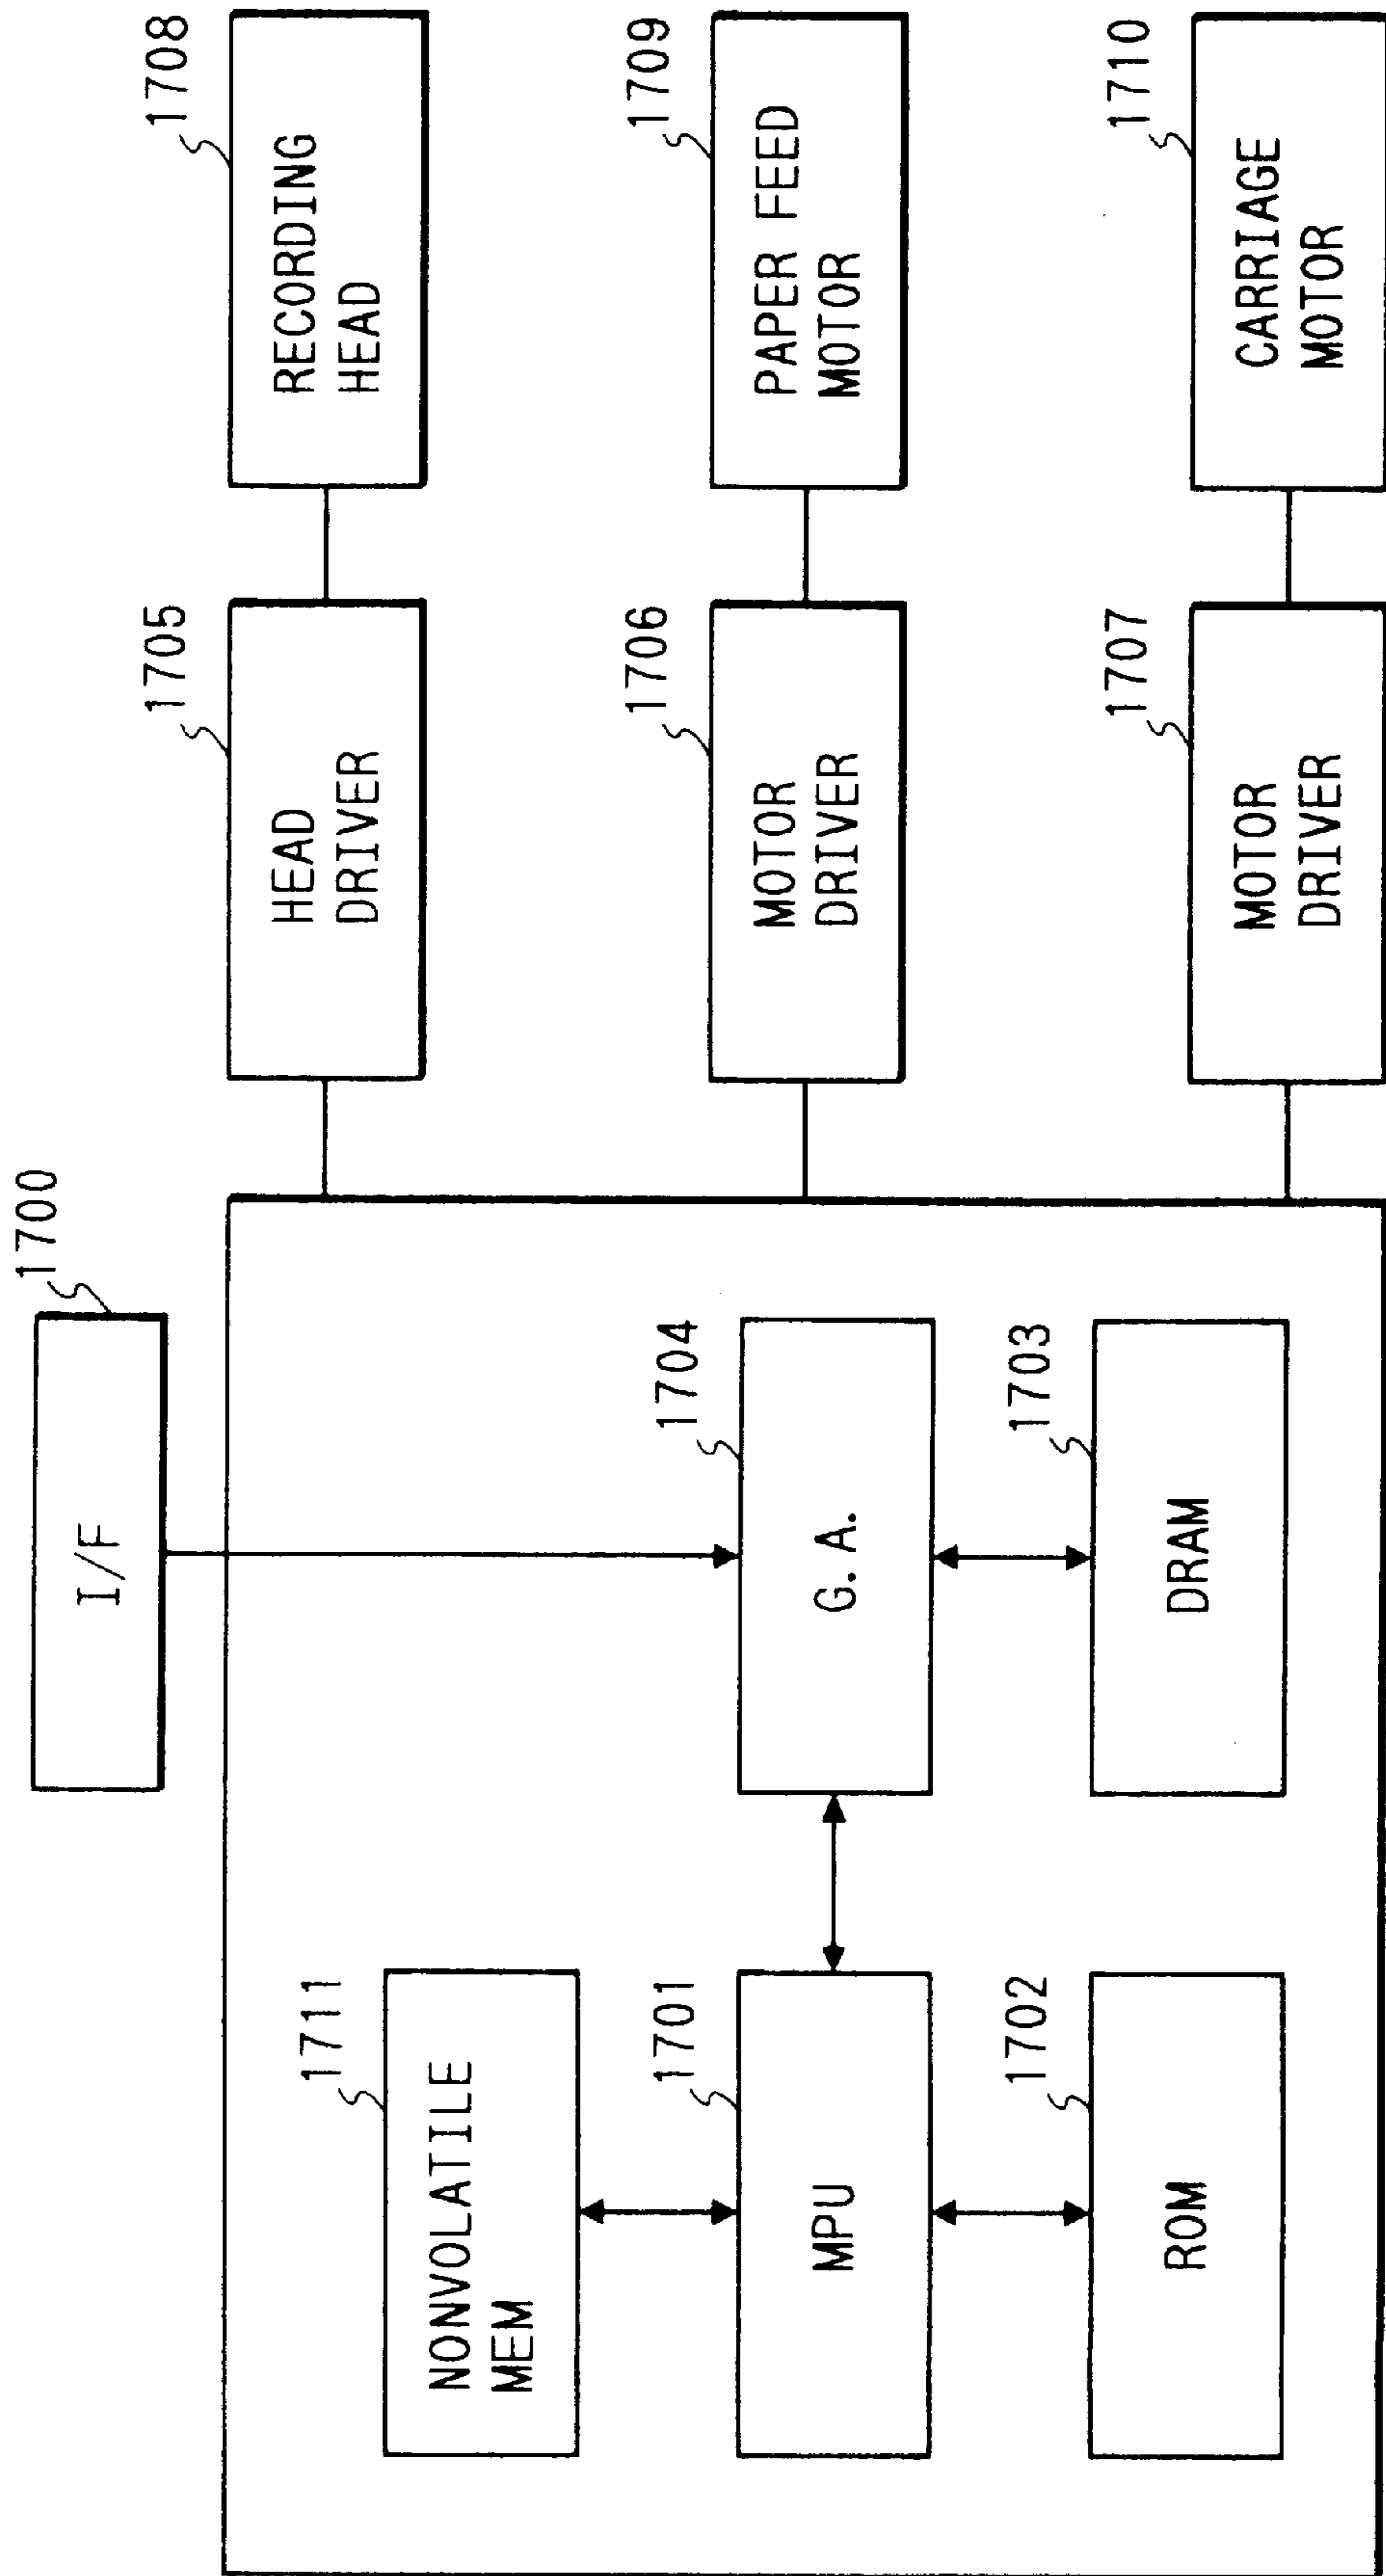 1700
I/F
1711
NONVOLATILE
MEM
1701
MPU
1702
ROM
1704
G. A.
1703
DRAM
1705
HEAD
DRIVER
1706
MOTOR
DRIVER
1707
MOTOR
DRIVER
1708
RECORDING
HEAD
1709
PAPER FEED
MOTOR
1710
CARRIAGE
MOTOR